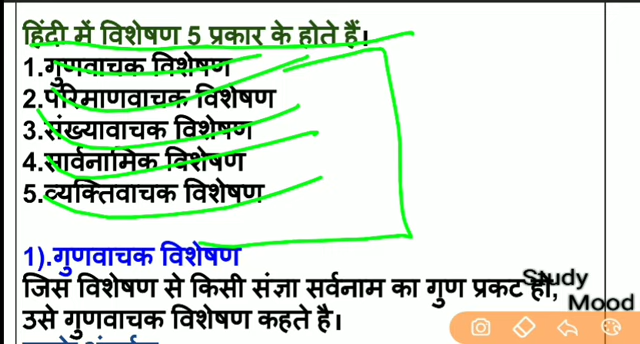 हिंदी में विशेषण 5 प्रकार के होते हैं।
1.गुणवाचक विशेषण
2.परिमाणवाचक विशेषण
3.संख्यावाचक विशेषण
4.सार्वनामिक विशेषण
5.व्यक्तिवाचक विशेषण
1).गुणवाचक विशेषण
जिस विशेषण से किसी संज्ञा सर्वनाम का गुण प्रकट हो,
उसे गुणवाचक विशेषण कहते है।
Study
Mood